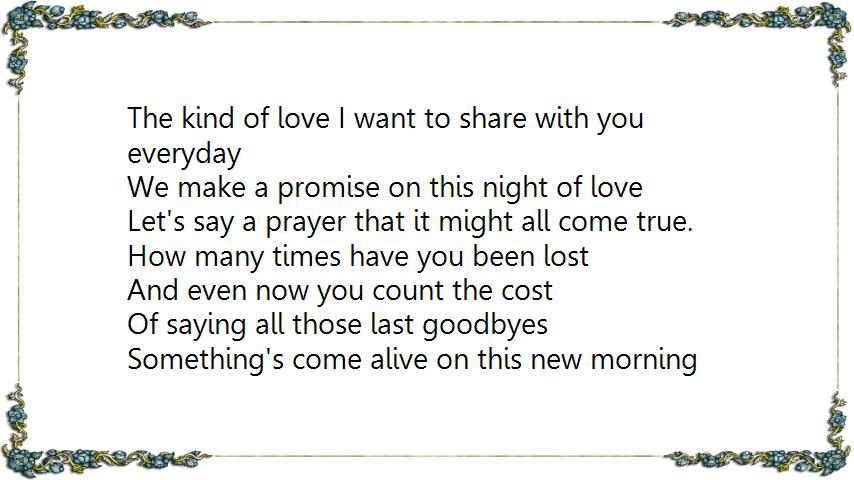 The kind of love I want to share with you
everyday
We make a promise on this night of love
Let's say a prayer that it might all come true.
How many times have you been lost
And even now you count the cost
Of saying all those last goodbyes
Something's come alive on this new morning